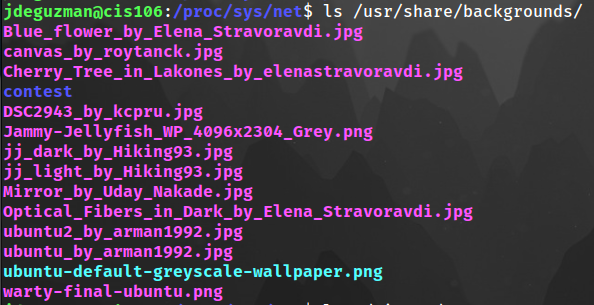 jdeguzman@cis106:/proc/sys/net$ ls /usr/share/backgrounds/
Blue_flower_by_Elena_Stravoravdi.jpg
canvas_by_roytanck.jpg
Cherry_Tree_in_Lakones_by_elenastravoravdi.jpg
contest
DSC2943_by_kcpru.jpg
Jammy-Jellyfish_WP_4096x2304_Grey.png
jj_dark_by_Hiking93.jpg
jj_light_by_Hiking93.jpg
Mirror_by_Uday_Nakade.jpg
Optical_Fibers_in_Dark_by_Elena_Stravoravdi.jpg
ubuntu2_by_arman1992.jpg
ubuntu_by_arman1992.jpg
ubuntu-default-greyscale-wallpaper.png
warty-final-ubuntu.png